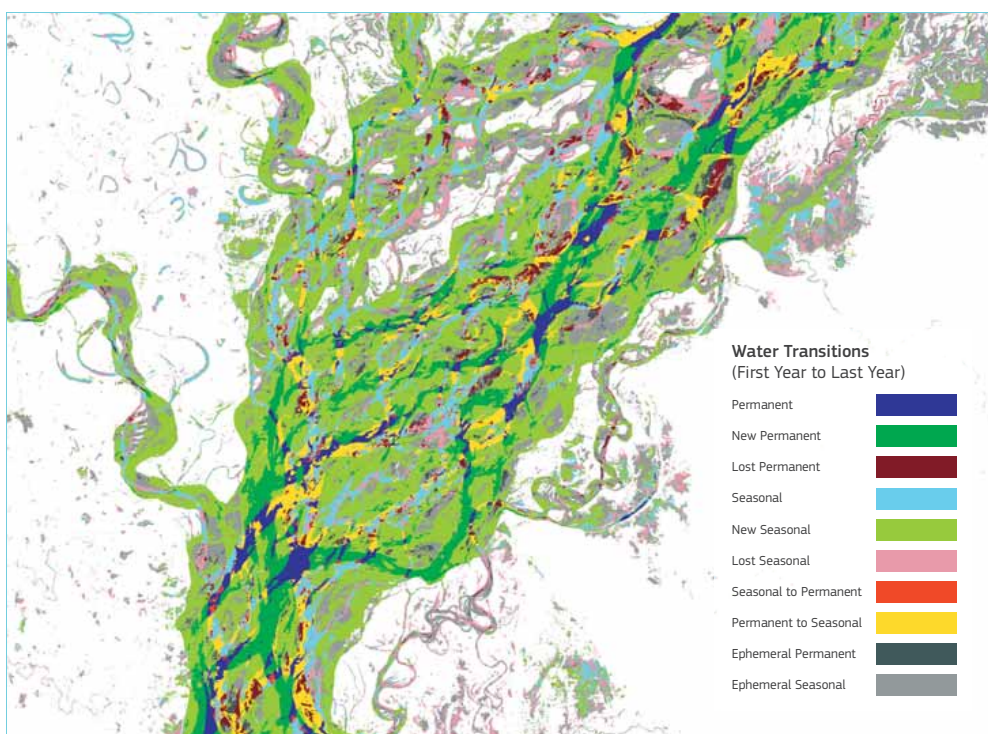 Water Transitions
(First Year to Last Year)
Permanent
New Permanent
Lost Permanent
Seasonal
New Seasonal
Lost Seasonal
Seasonal to Permanent
Permanent to Seasonal
Ephemeral Permanent
Ephemeral Seasonal